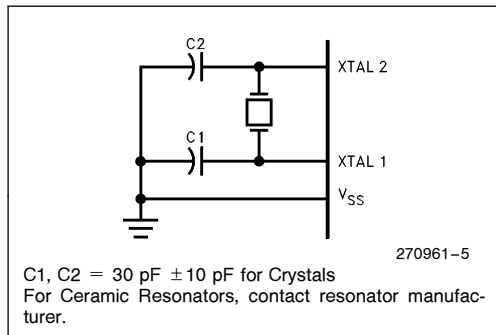 C2
XTAL 2
C1
XTAL 1
VSS
270961–5
C1, C2 = 30 pF ±10 pF for Crystals
For Ceramic Resonators, contact resonator manufac-
turer.